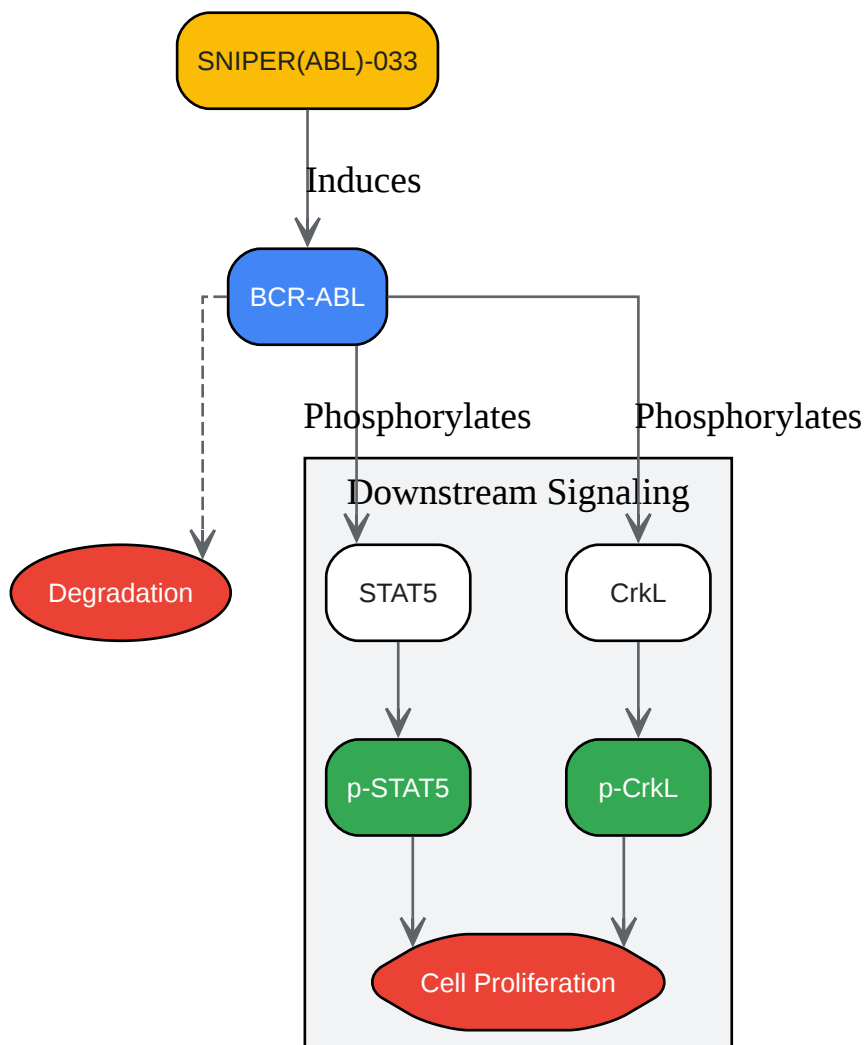 SNIPER(ABL)-033
Induces
BCR-ABL
Phosphorylates
Phosphorylates
Downstream Signaling
Degradation
STAT5
CrkL
p-STAT5
p-CrkL
Cell Proliferation